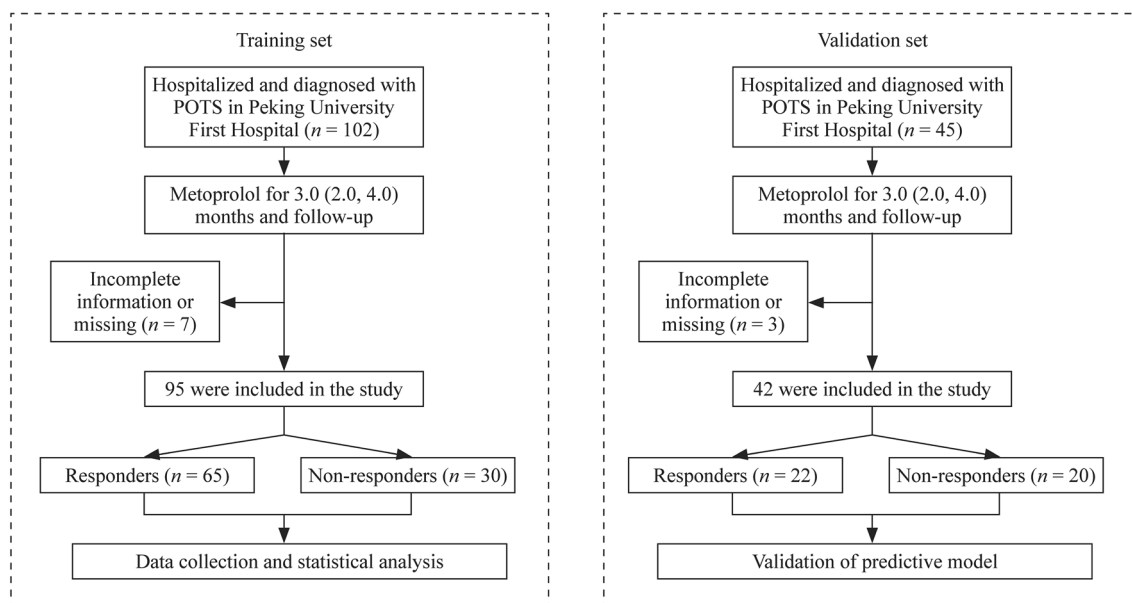 Training set
Hospitalized and diagnosed with
POTS in Peking University
First Hospital (n = 102)
Metoprolol for 3.0 (2.0, 4.0)
months and follow-up
Incomplete
information or
missing (n = 7)
95 were included in the study
Responders (n = 65)
Non-responders (n = 30)
Data collection and statistical analysis
Validation set
Hospitalized and diagnosed with
POTS in Peking University
First Hospital (n = 45)
Metoprolol for 3.0 (2.0, 4.0)
months and follow-up
Incomplete
information or
missing (n = 3)
42 were included in the study
Responders (n = 22)
Non-responders (n = 20)
Validation of predictive model